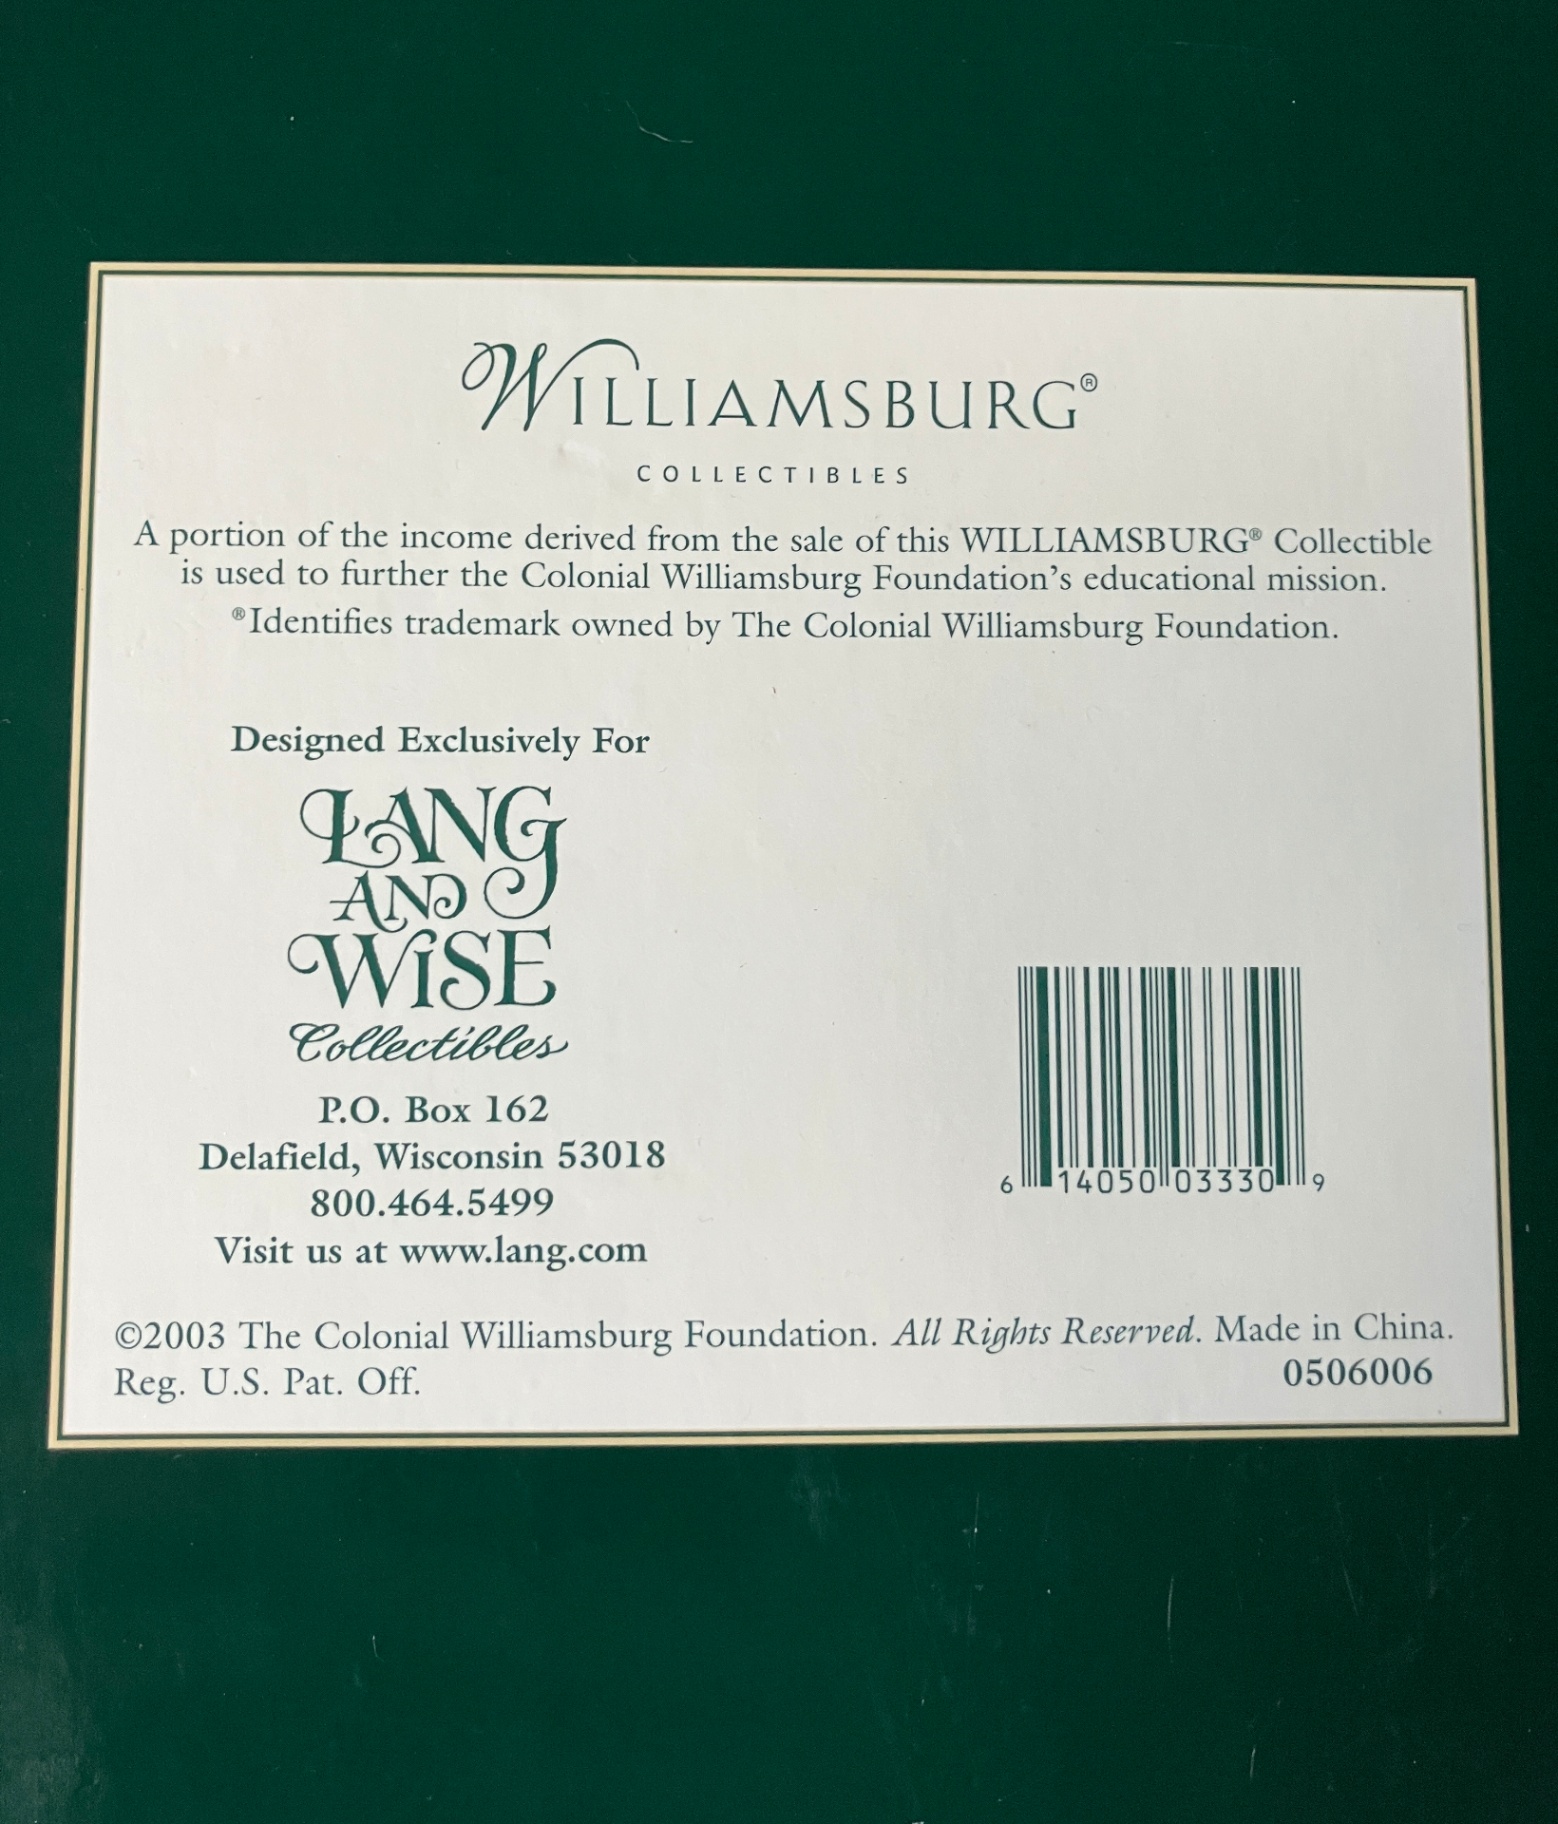 WILLIAMSBURG®
COLLECTIBLES
A portion of the income derived from the sale of this WILLIAMSBURG® Collectible
is used to further the Colonial Williamsburg Foundation's educational mission.
®Identifies trademark owned by The Colonial Williamsburg Foundation.
Designed Exclusively For
LANG
AND
WiSE
Collectibles
P.O. Box 162
Delafield, Wisconsin 53018
800.464.5499
Visit us at www.lang.com
6 14050 03330 9
©2003 The Colonial Williamsburg Foundation. All Rights Reserved. Made in China.
Reg. U.S. Pat. Off. 0506006